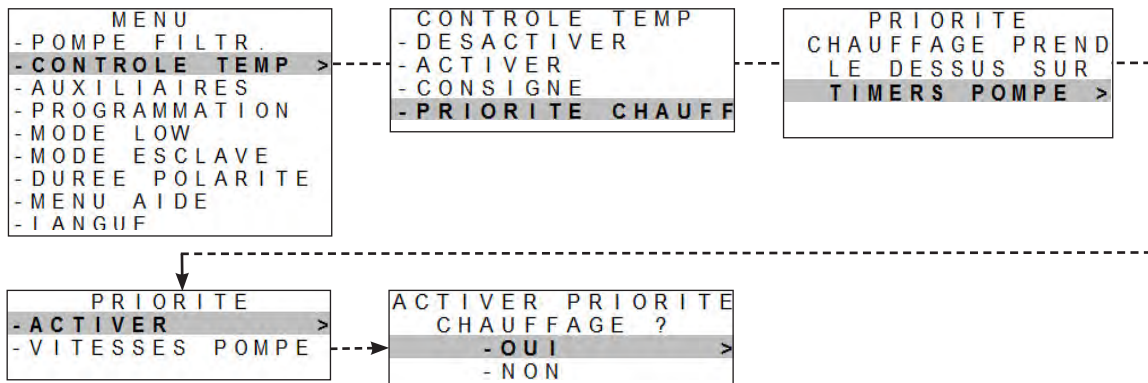 MENU
-POMPE FILTR.
-CONTROLE TEMP >
-AUXILIAIRES
-PROGRAMMATION
-MODE LOW
-MODE ESCLAVE
-DUREE POLARITE
-MENU AIDE
-LANGUE
CONTROLE TEMP
-DESACTIVER
-ACTIVER
-CONSIGNE
-PRIORITE CHAUFF
PRIORITE
CHAUFFAGE PREND
LE DESSUS SUR
TIMERS POMPE >
PRIORITE
-ACTIVER >
-VITESSES POMPE
ACTIVER PRIORITE
CHAUFFAGE ?
-OUI >
-NON